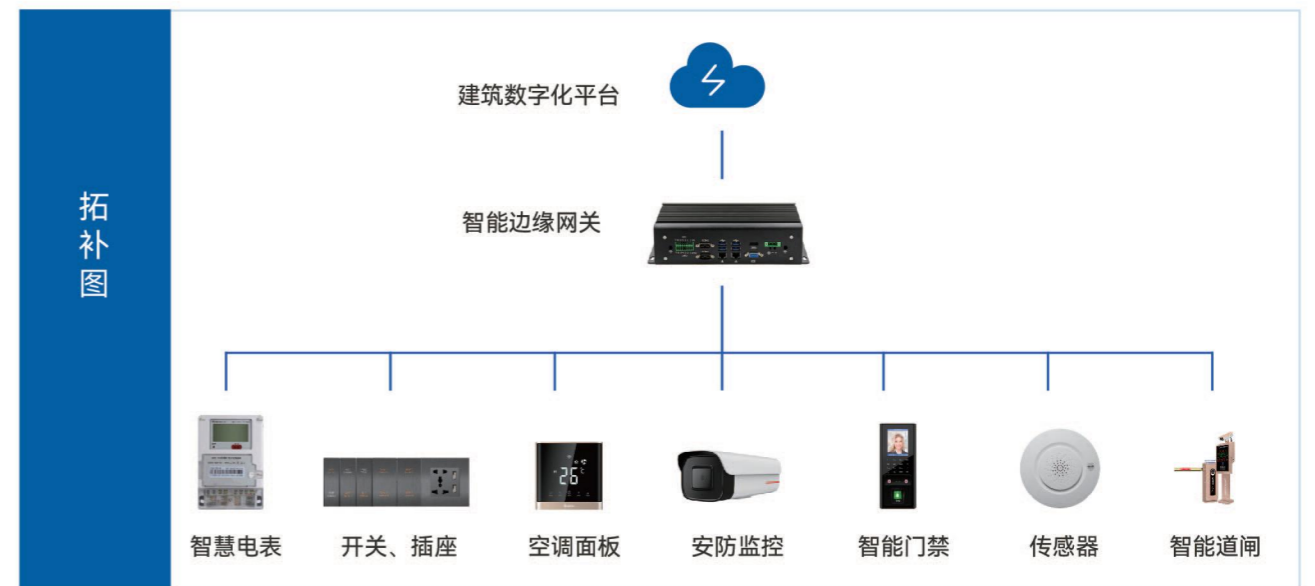 拓补图
建筑数字化平台
智能边缘网关
26
智慧电表
开关、插座
空调面板
安防监控
智能门禁
传感器
智能道闸